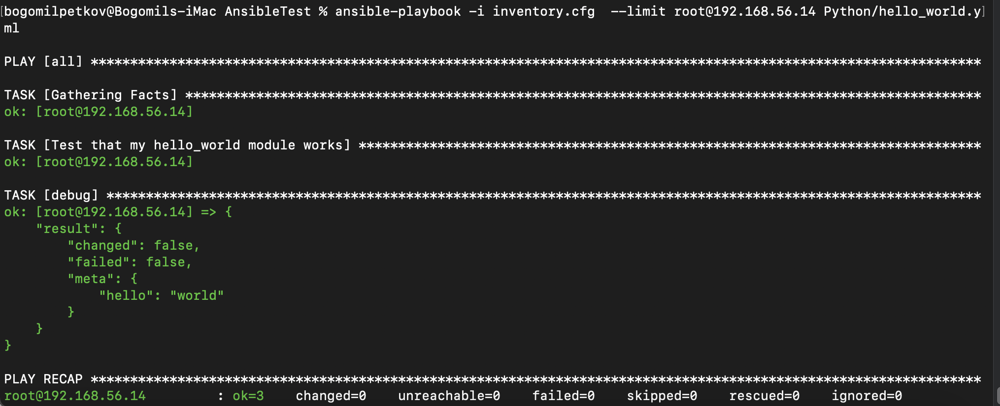 [bogomilpetkov@Bogomils-iMac AnsibleTest % ansible-playbook -i inventory.cfg  --limit root@192.168.56.14 Python/hello_world.y]
ml
PLAY [all] *****************************************************************************************************************
TASK [Gathering Facts] *****************************************************************************************************
ok: [root@192.168.56.14]
TASK [Test that my hello_world module works] *******************************************************************************
ok: [root@192.168.56.14]
TASK [debug] ***************************************************************************************************************
ok: [root@192.168.56.14] => {
    "result": {
        "changed": false,
        "failed": false,
        "meta": {
            "hello": "world"
        }
    }
}
PLAY RECAP *****************************************************************************************************************
root@192.168.56.14         : ok=3    changed=0    unreachable=0    failed=0    skipped=0    rescued=0    ignored=0